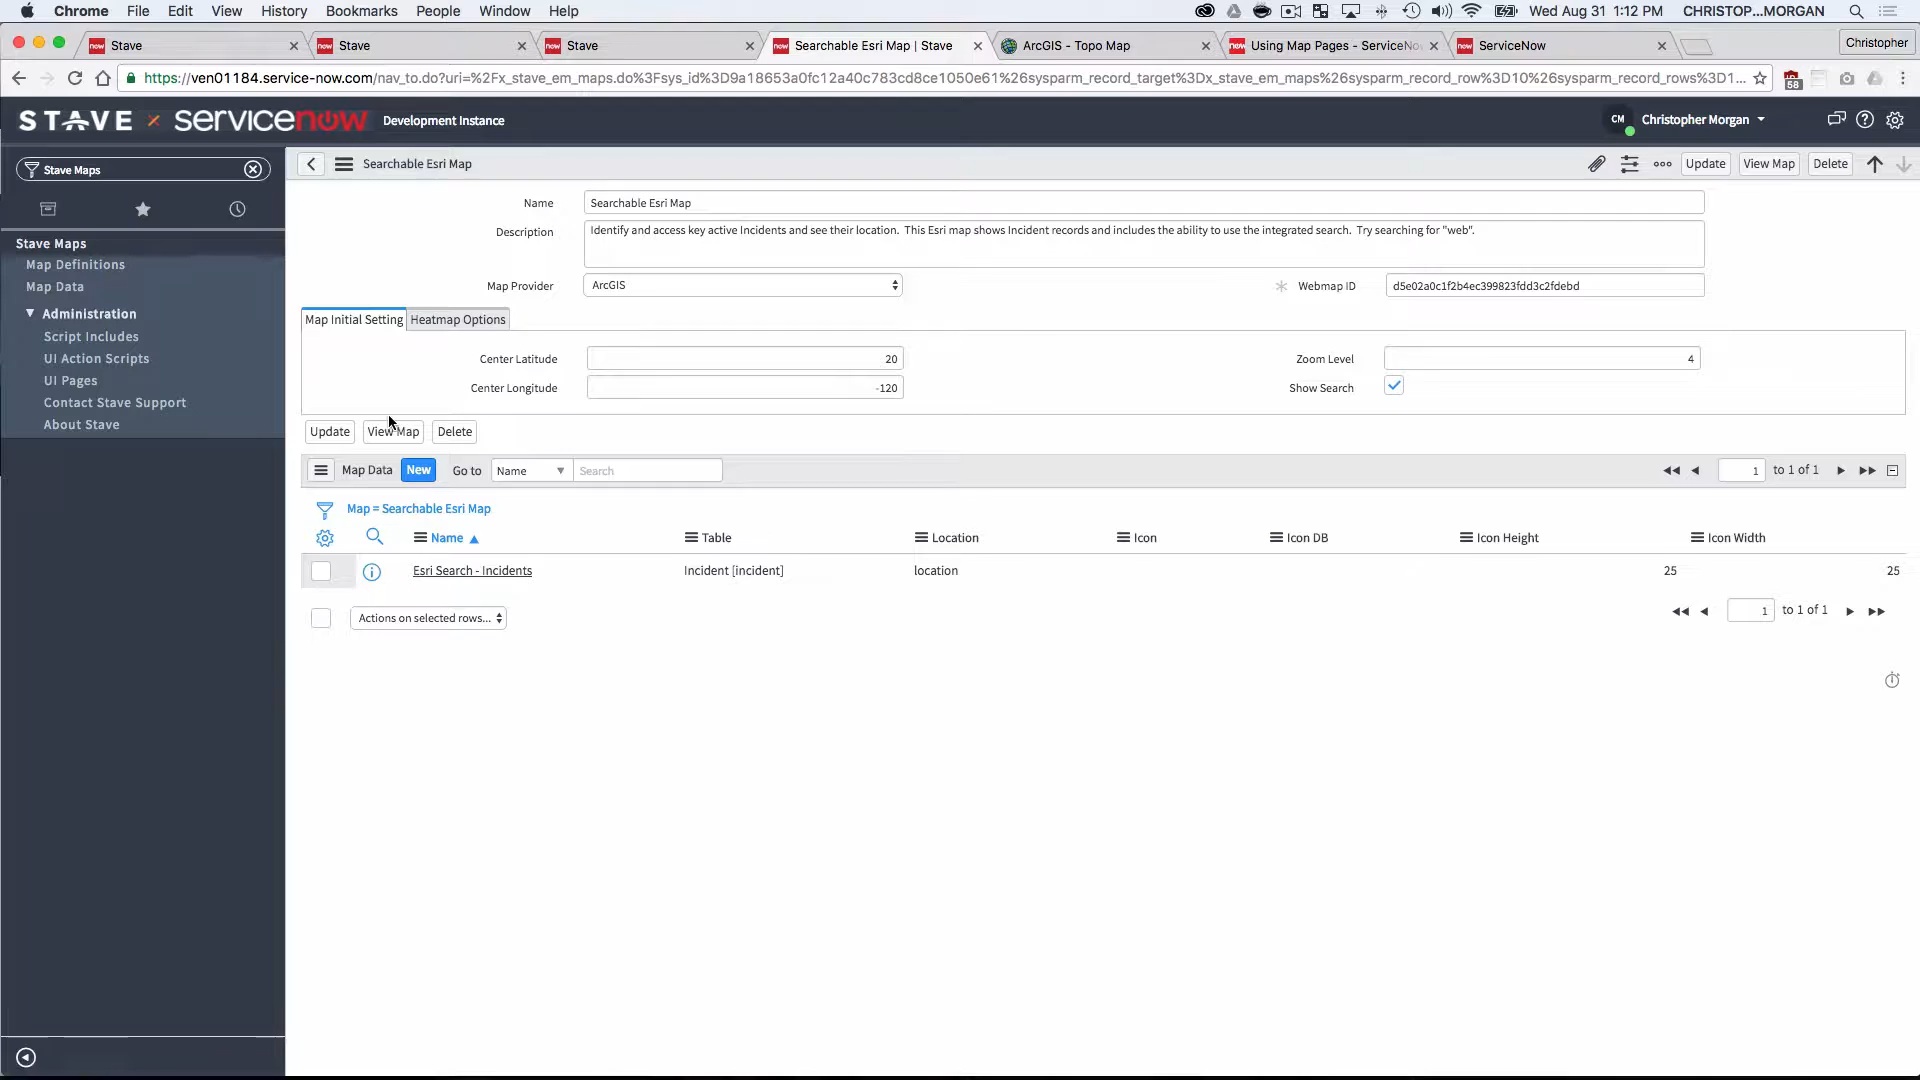 Chrome File Edit View History Bookmarks People Window Help Wed Aug 31 1:12 PM CHRISTOP...MORGAN
Stave Stave Stave Searchable Esri Map | Stave ArcGIS - Topo Map Using Map Pages - ServiceNo ServiceNow Christopher
https://ven01184.service-now.com/nav_to.do?uri=%2Fx_stave_em_maps.do%3Fsys_id%3D9a18653a0fc12a40c783cd8ce1050e61%26sysparm_record_target%3Dx_stave_em_maps%26sysparm_record_row%3D10%26sysparm_record_rows%3D1... 58
STAVE × servicenow Development Instance CM Christopher Morgan
Stave Maps
Searchable Esri Map Update View Map Delete
Stave Maps
Map Definitions
Map Data
Administration
Script Includes
UI Action Scripts
UI Pages
Contact Stave Support
About Stave
Name Searchable Esri Map
Description Identify and access key active Incidents and see their location. This Esri map shows Incident records and includes the ability to use the integrated search. Try searching for "web".
Map Provider ArcGIS Webmap ID d5e02a0c1f2b4ec399823fdd3c2fdebd
Map Initial Setting Heatmap Options
Center Latitude 20 Zoom Level 4
Center Longitude -120 Show Search
Update View Map Delete
Map Data New Go to Name Search 1 to 1 of 1
Map = Searchable Esri Map
Name Table Location Icon Icon DB Icon Height Icon Width
Esri Search - Incidents Incident [incident] location 25 25
Actions on selected rows... 1 to 1 of 1